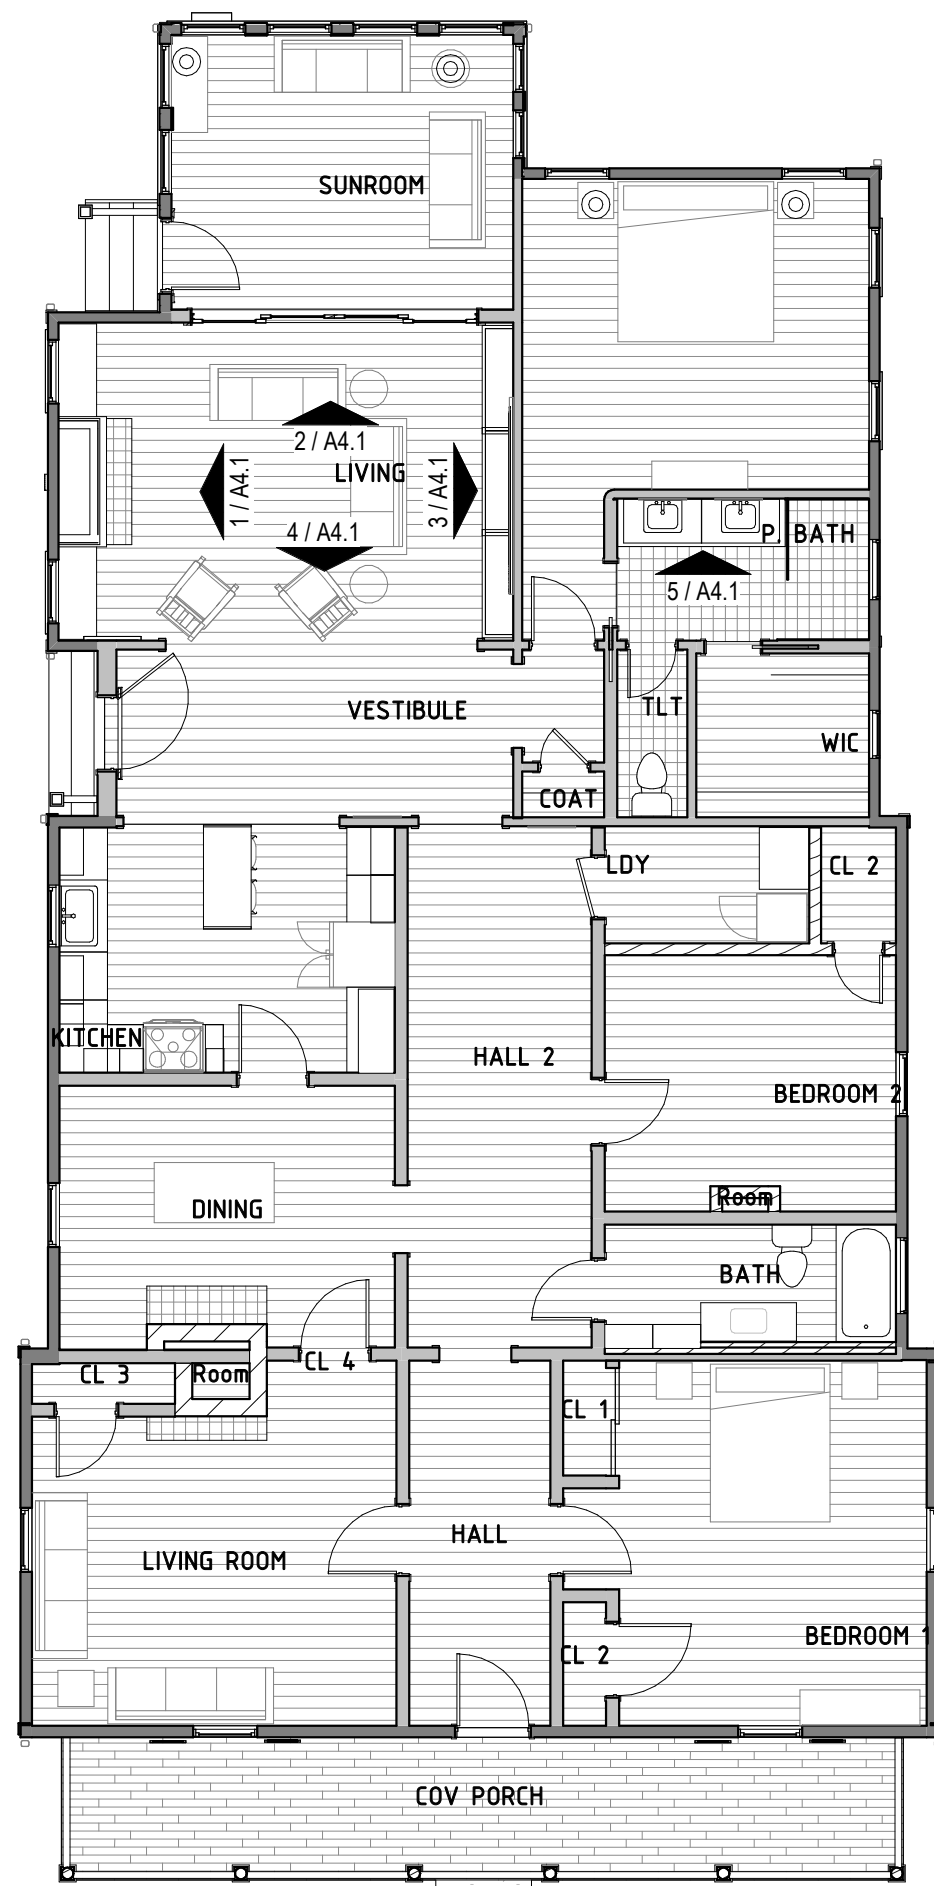 SUNROOM
2 / A4.1
LIVING
1 / A4.1
3 / A4.1
4 / A4.1
P. BATH
5 / A4.1
TLT
VESTIBULE
WIC
COAT
LDY
CL 2
KITCHEN
HALL 2
BEDROOM 2
Room
DINING
BATH
CL 4
CL 3
Room
CL 1
HALL
LIVING ROOM
BEDROOM 1
CL 2
COV PORCH